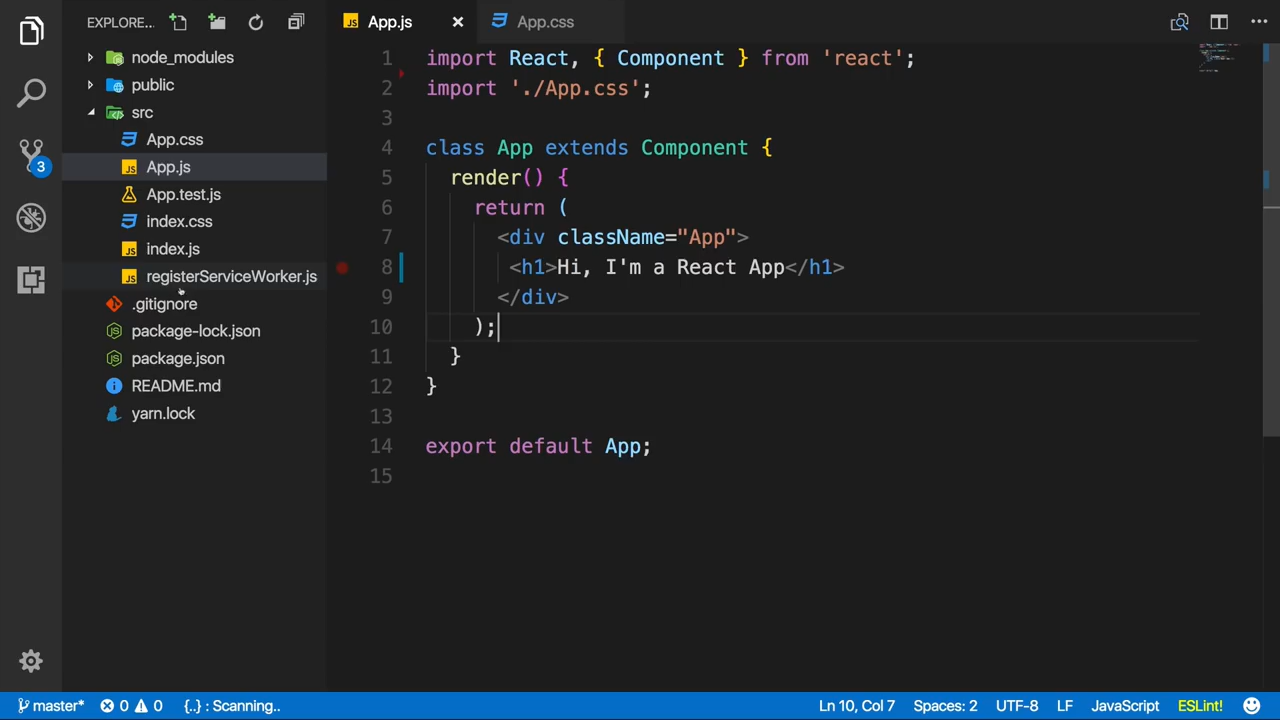 EXPLORE...
App.js
App.css
node_modules
public
src
App.css
App.js
App.test.js
index.css
index.js
registerServiceWorker.js
.gitignore
package-lock.json
package.json
README.md
yarn.lock
3
1 import React, { Component } from 'react';
2 import './App.css';
3
4 class App extends Component {
5 render() {
6 return (
7 <div className="App">
8 <h1>Hi, I'm a React App</h1>
9 </div>
10 );
11 }
12 }
13
14 export default App;
15
master* 0 0 {..} : Scanning.. Ln 10, Col 7 Spaces: 2 UTF-8 LF JavaScript ESLint!